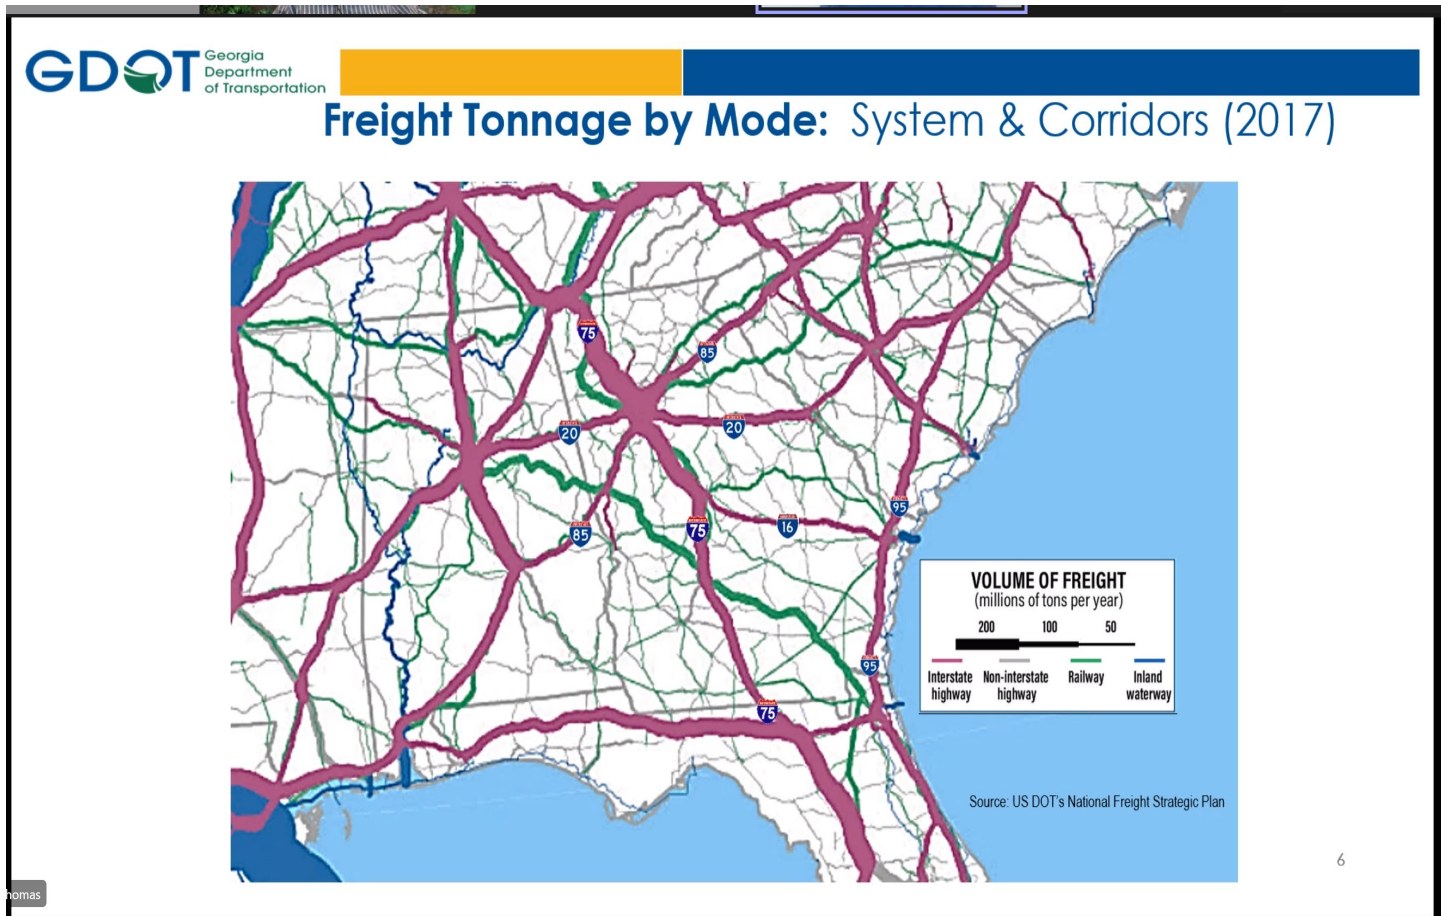 GDOT
Georgia
Department
of Transportation
Freight Tonnage by Mode: System & Corridors (2017)
75
85
20
20
85
75
16
95
95
75
VOLUME OF FREIGHT
(millions of tons per year)
200 100 50
Interstate highway
Non-interstate highway
Railway
Inland waterway
Source: US DOT's National Freight Strategic Plan
6
homas